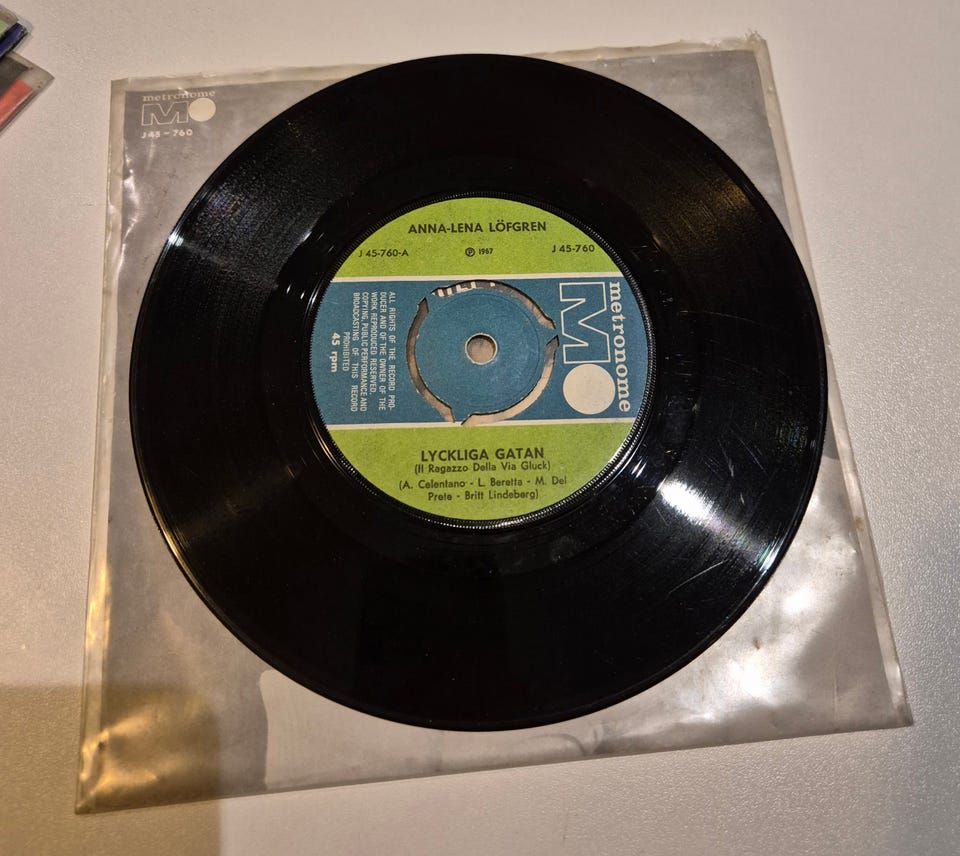 metronome
M
J 45 - 760
ANNA-LENA LÖFGREN
J 45-760-A
℗ 1967
J 45-760
ALL RIGHTS OF THE RECORD PRO-
DUCER AND OF THE OWNER OF THE
WORK REPRODUCED RESERVED.
COPYING, PUBLIC PERFORMANCE AND
BROADCASTING OF THIS RECORD
PROHIBITED
45 rpm
metronome
M
LYCKLIGA GATAN
(Il Ragazzo Della Via Gluck)
(A. Celentano - L. Beretta - M. Del
Prete - Britt Lindeberg)